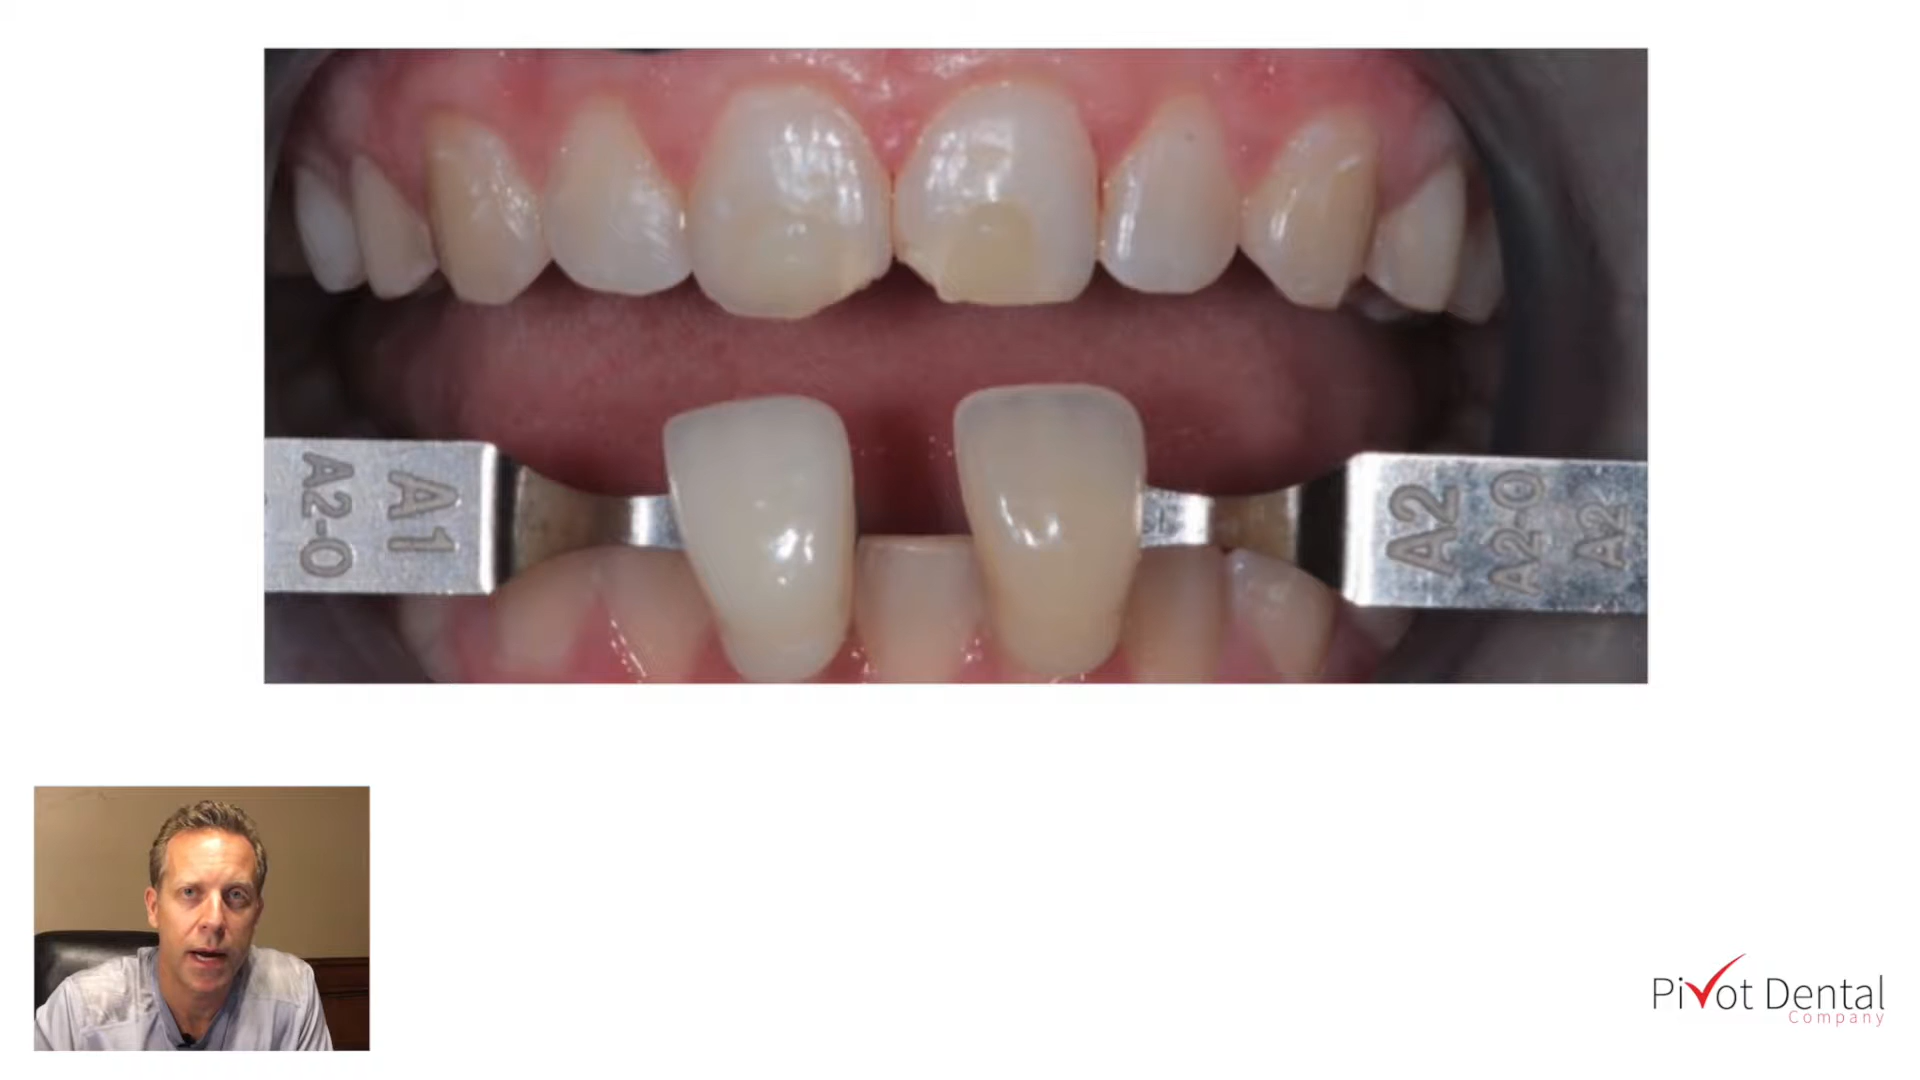 A1
A2-O
A2
A2-O
A2
Pivot Dental
Company